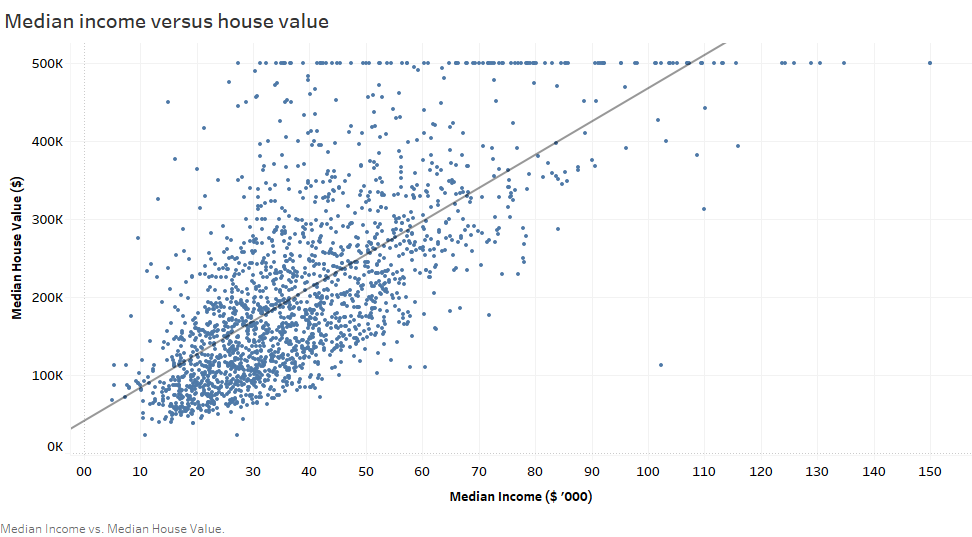 Median income versus house value
Median House Value ($)
500K
400K
300K
200K
100K
0K
00 10 20 30 40 50 60 70 80 90 100 110 120 130 140 150
Median Income ($ '000)
Median Income vs. Median House Value.